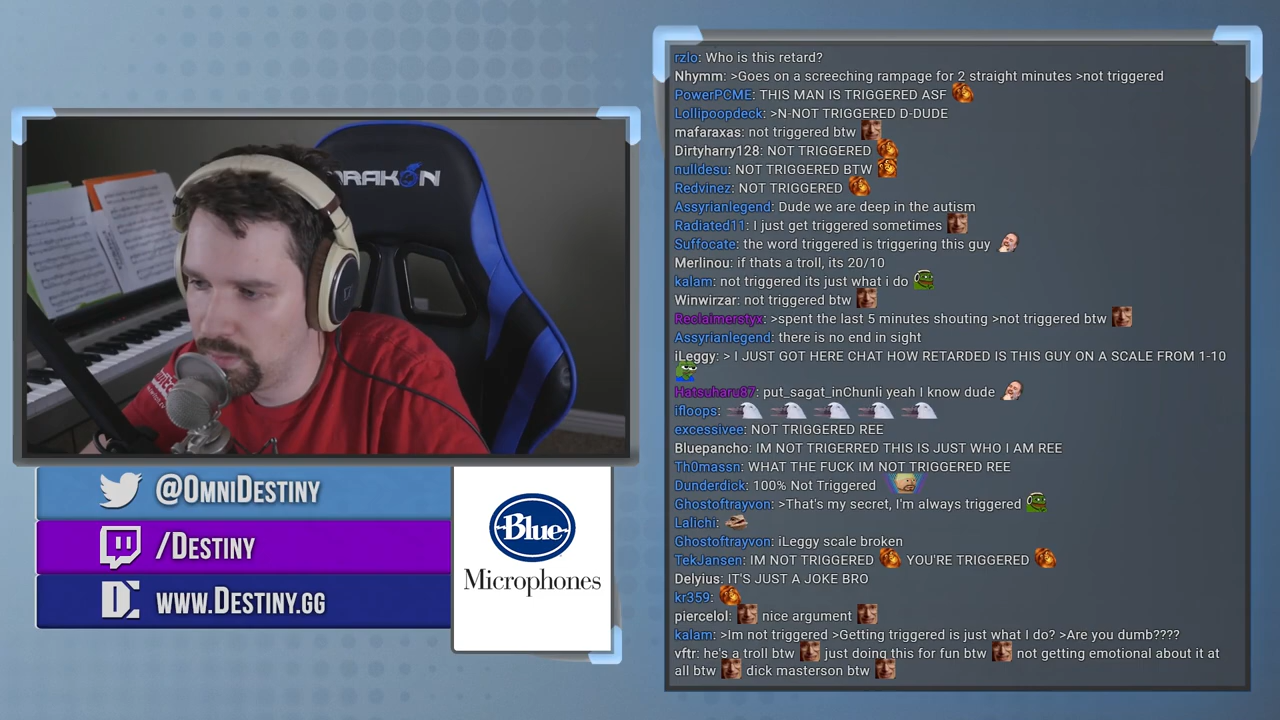 rzlo: Who is this retard?
Nhymm: >Goes on a screeching rampage for 2 straight minutes >not triggered
PowerPCME: THIS MAN IS TRIGGERED ASF
Lollipoopdeck: >N-NOT TRIGGERED D-DUDE
mafaraxas: not triggered btw
Dirtyharry128: NOT TRIGGERED
nulldesu: NOT TRIGGERED BTW
Redvinez: NOT TRIGGERED
Assyrianlegend: Dude we are deep in the autism
Radiated11: I just get triggered sometimes
Suffocate: the word triggered is triggering this guy
Merlinou: if thats a troll, its 20/10
kalam: not triggered its just what i do
Winwirzar: not triggered btw
Reclaimerstyx: >spent the last 5 minutes shouting >not triggered btw
Assyrianlegend: there is no end in sight
iLeggy: > I JUST GOT HERE CHAT HOW RETARDED IS THIS GUY ON A SCALE FROM 1-10
Hatsuharu87: put_sagat_inChunli yeah I know dude
ifloops:
excessivee: NOT TRIGGERED REE
Bluepancho: IM NOT TRIGERRED THIS IS JUST WHO I AM REE
Th0massn: WHAT THE FUCK IM NOT TRIGGERED REE
Dunderdick: 100% Not Triggered
Ghostoftrayvon: >That's my secret, I'm always triggered
Lalichi:
Ghostoftrayvon: iLeggy scale broken
TekJansen: IM NOT TRIGGERED YOU'RE TRIGGERED
Delyius: IT'S JUST A JOKE BRO
kr359:
piercelol: nice argument
kalam: >Im not triggered >Getting triggered is just what I do? >Are you dumb????
vftr: he's a troll btw just doing this for fun btw not getting emotional about it at
all btw dick masterson btw
DRAKON
@OmniDestiny
/Destiny
www.Destiny.gg
Blue
Microphones